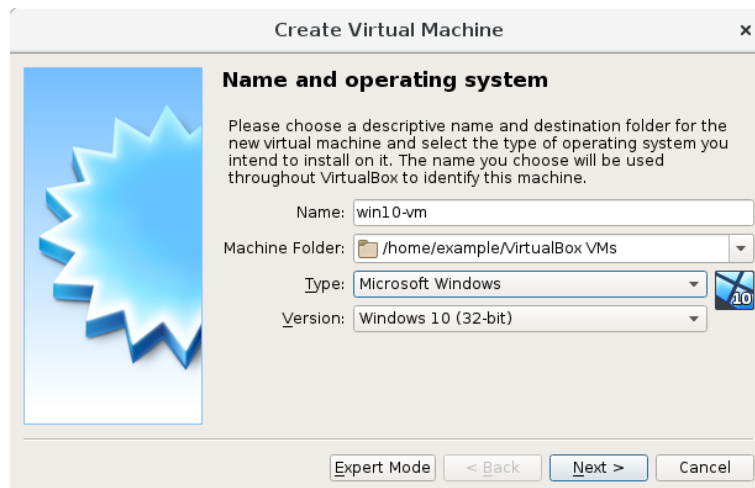 Create Virtual Machine
Name and operating system
Please choose a descriptive name and destination folder for the
new virtual machine and select the type of operating system you
intend to install on it. The name you choose will be used
throughout VirtualBox to identify this machine.
Name: win10-vm
Machine Folder: /home/example/VirtualBox VMs
Type: Microsoft Windows
10
Version: Windows 10 (32-bit)
Expert Mode < Back Next > Cancel